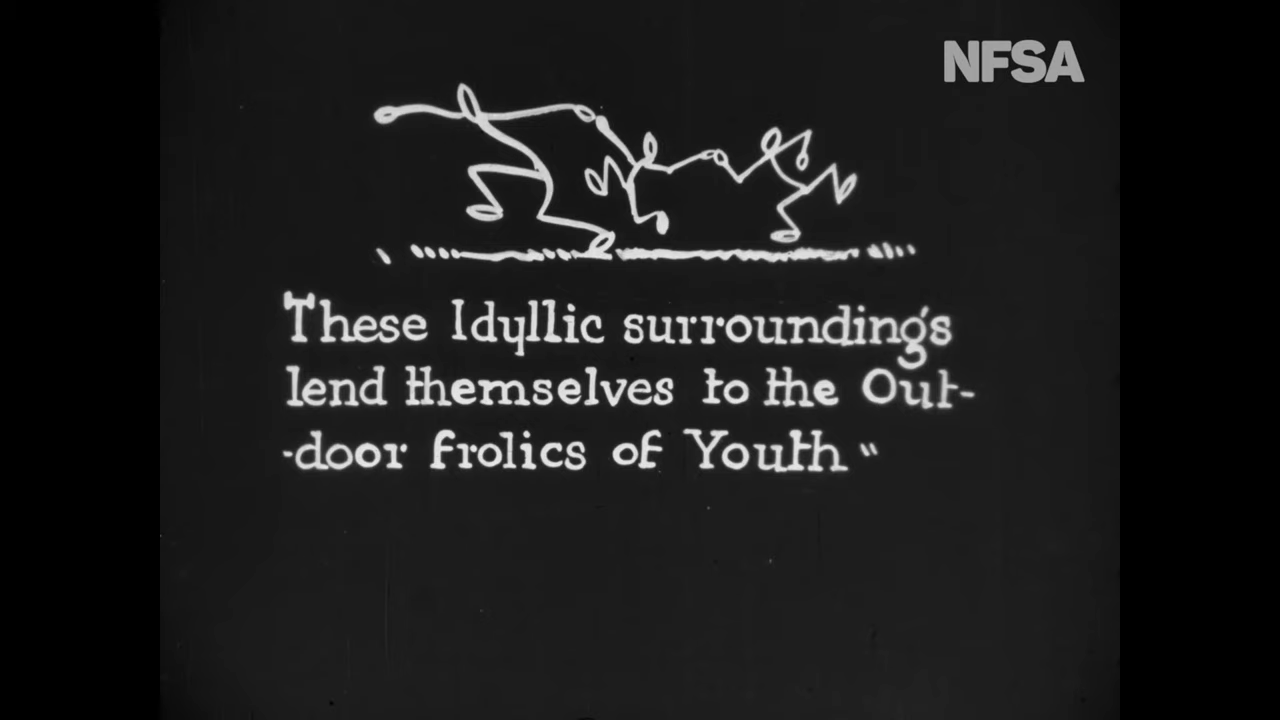 NFSA
These Idyllic surroundings
lend themselves to the Out-
-door frolics of Youth "